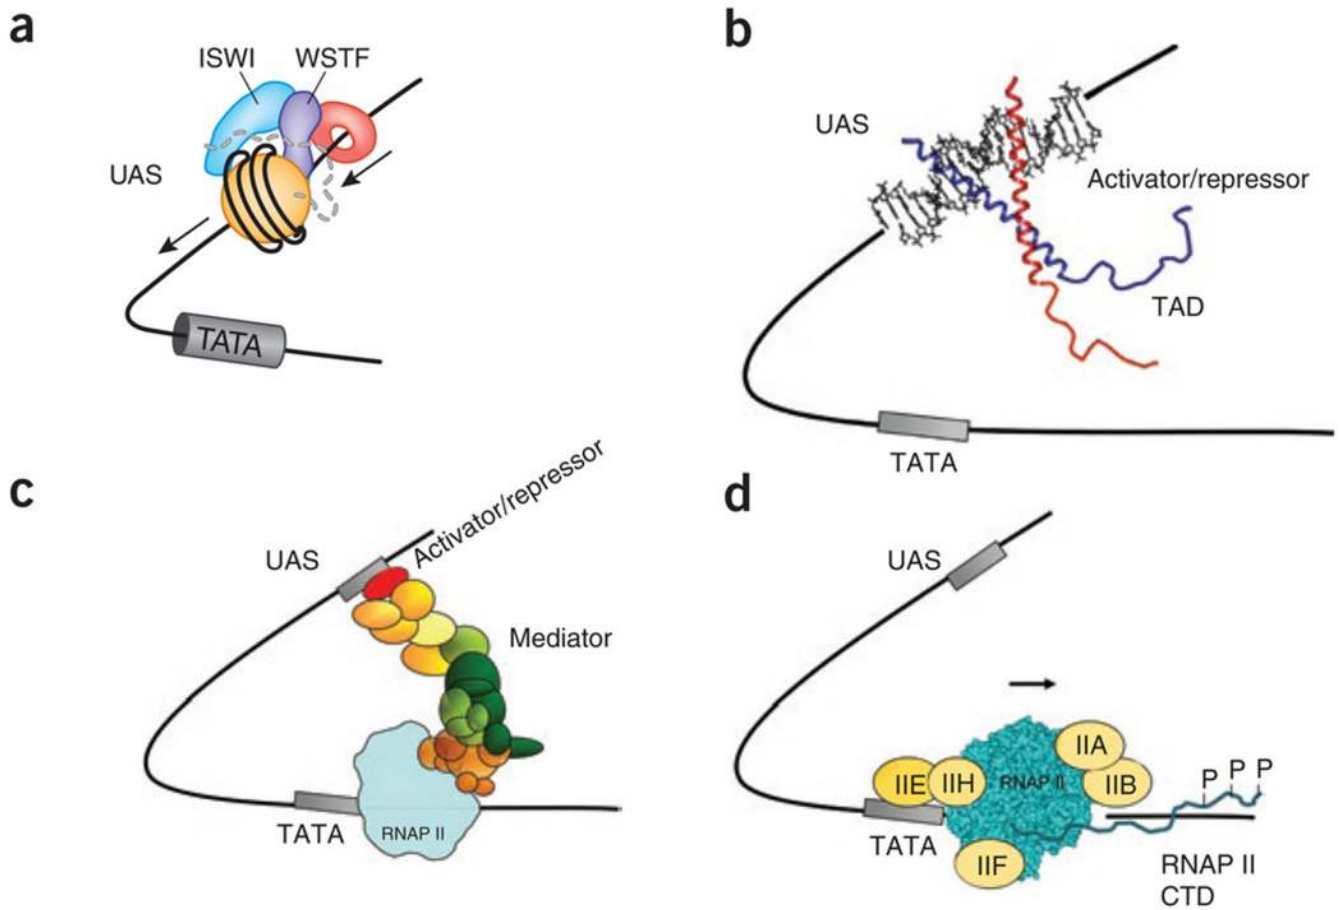 a
ISWI WSTF
UAS
TATA
b
UAS
Activator/repressor
TAD
TATA
c
Activator/repressor
UAS
Mediator
TATA
RNAP II
d
UAS
IIA
IIE IIH RNAP II IIB
P P P
TATA
IIF
RNAP II
CTD